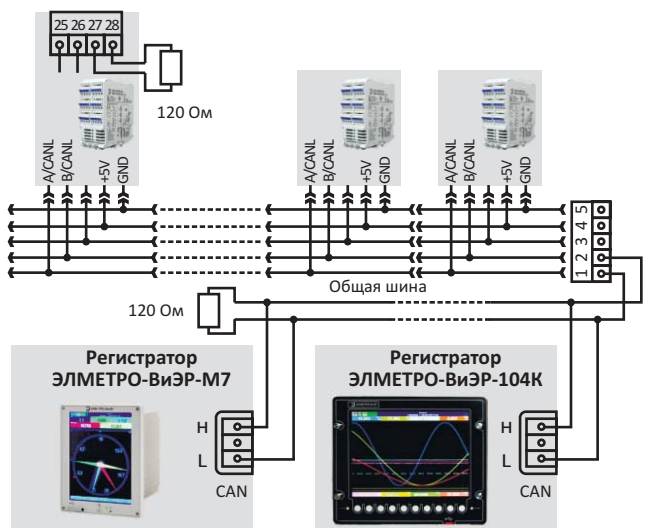 25 26 27 28
120 Ом
A/CANL
B/CANL
+5V
GND
A/CANL
B/CANL
+5V
GND
A/CANL
B/CANL
+5V
GND
5
4
3
2
1
Общая шина
120 Ом
Регистратор
ЭЛМЕТРО-ВиЭР-М7
H
L
CAN
Регистратор
ЭЛМЕТРО-ВиЭР-104К
H
L
CAN